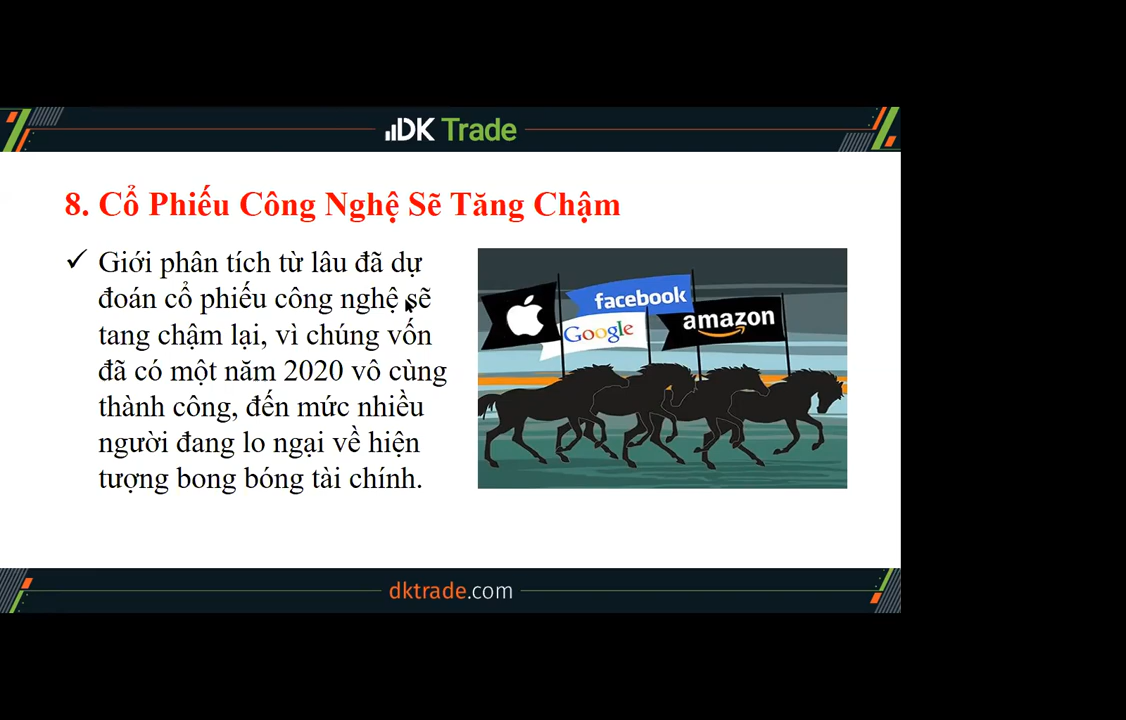 DK Trade
8. Cổ Phiếu Công Nghệ Sẽ Tăng Chậm
✓ Giới phân tích từ lâu đã dự
đoán cổ phiếu công nghệ sẽ
tang chậm lại, vì chúng vốn
đã có một năm 2020 vô cùng
thành công, đến mức nhiều
người đang lo ngại về hiện
tượng bong bóng tài chính.
facebook
Google
amazon
dktrade.com